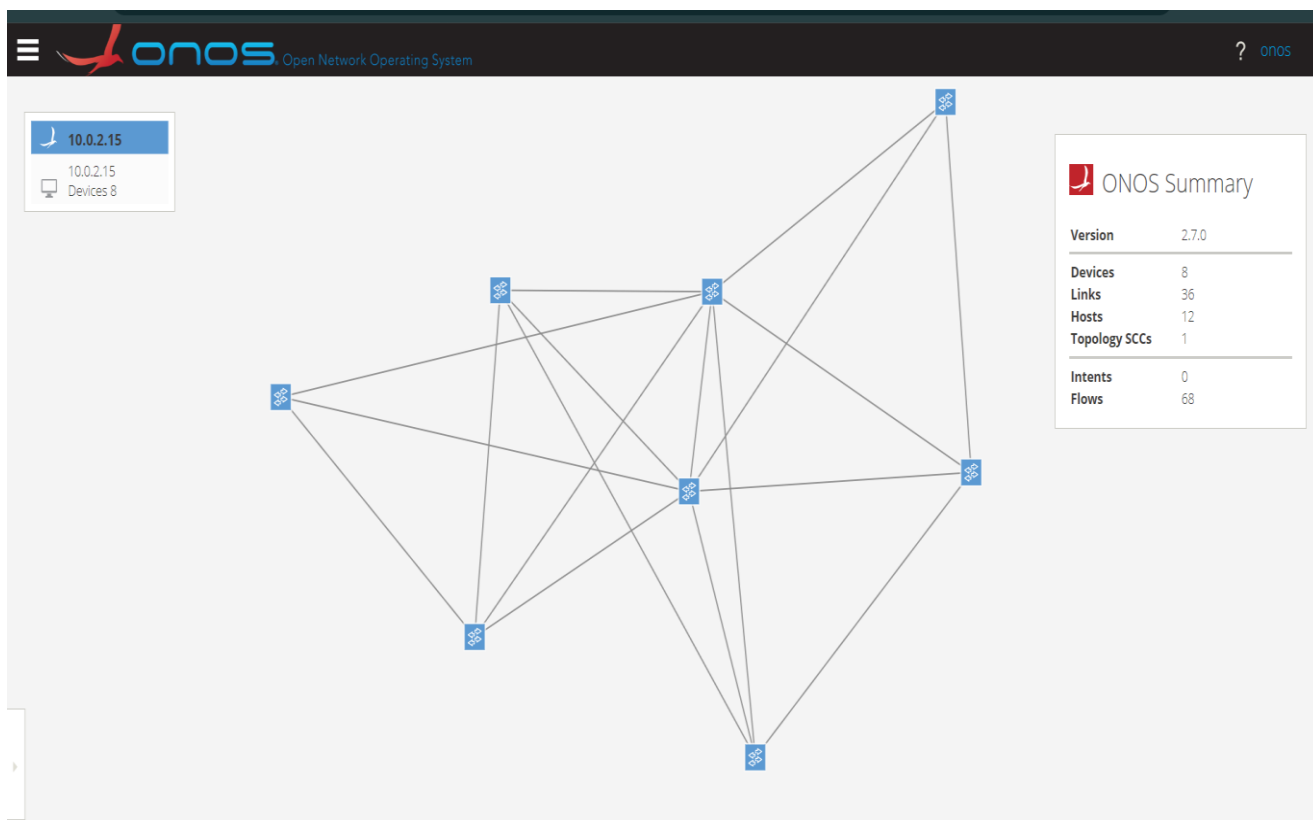 onos. Open Network Operating System
? onos
10.0.2.15
10.0.2.15
Devices 8
ONOS Summary
Version 2.7.0
Devices 8
Links 36
Hosts 12
Topology SCCs 1
Intents 0
Flows 68